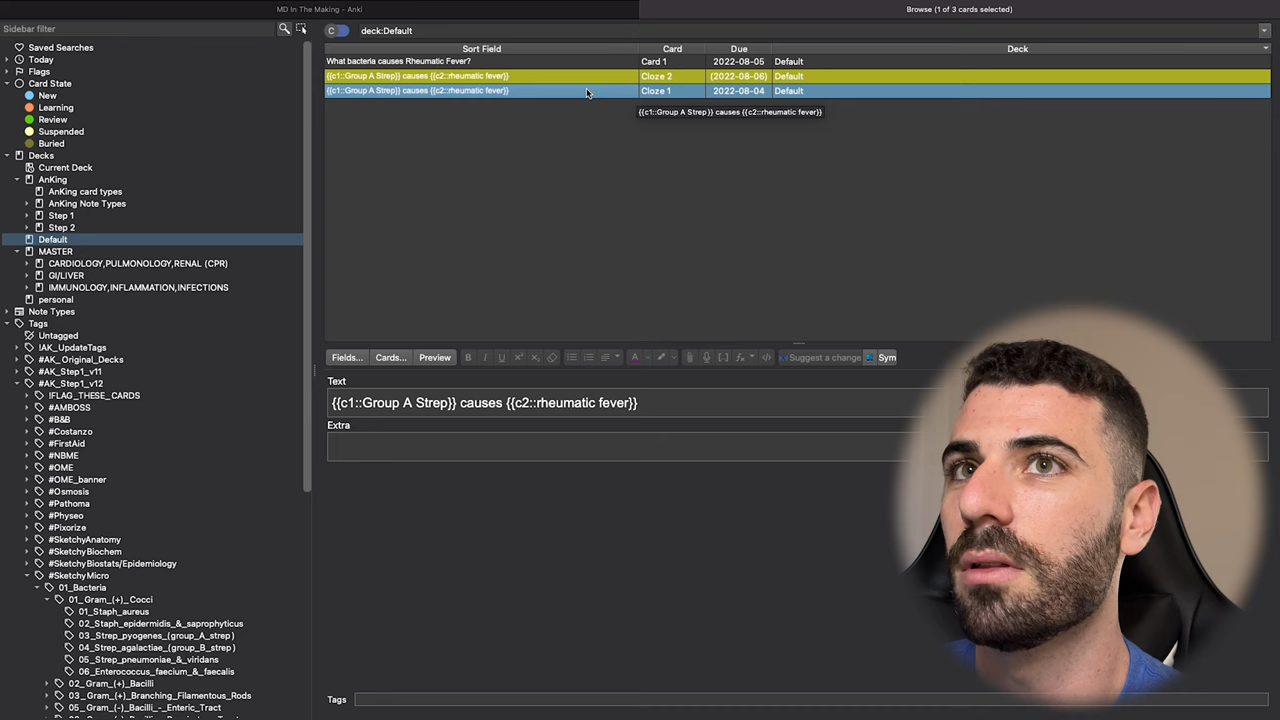 MD In The Making - Anki
Browse (1 of 3 cards selected)
Sidebar filter
C
deck:Default
Saved Searches
Today
Flags
Card State
New
Learning
Review
Suspended
Buried
Decks
Current Deck
AnKing
AnKing card types
AnKing Note Types
Step 1
Step 2
Default
MASTER
CARDIOLOGY,PULMONOLOGY,RENAL (CPR)
GI/LIVER
IMMUNOLOGY,INFLAMMATION,INFECTIONS
personal
Note Types
Tags
Untagged
!AK_UpdateTags
#AK_Original_Decks
#AK_Step1_v11
#AK_Step1_v12
!FLAG_THESE_CARDS
#AMBOSS
#B&B
#Costanzo
#FirstAid
#NBME
#OME
#OME_banner
#Osmosis
#Pathoma
#Physeo
#Pixorize
#SketchyAnatomy
#SketchyBiochem
#SketchyBiostats/Epidemiology
#SketchyMicro
01_Bacteria
01_Gram_(+)_Cocci
01_Staph_aureus
02_Staph_epidermis_&_saprophyticus
03_Strep_pyogenes_(group_A_strep)
04_Strep_agalactiae_(group_B_strep)
05_Strep_pneumoniae_&_viridans
06_Enterococcus_faecium_&_faecalis
02_Gram_(+)_Bacilli
03_Gram_(+)_Branching_Filamentous_Rods
05_Gram_(-)_Bacilli_-_Enteric_Tract
Sort Field Card Due Deck
What bacteria causes Rheumatic Fever? Card 1 2022-08-05 Default
{{c1::Group A Strep}} causes {{c2::rheumatic fever}} Cloze 2 (2022-08-06) Default
{{c1::Group A Strep}} causes {{c2::rheumatic fever}} Cloze 1 2022-08-04 Default
{{c1::Group A Strep}} causes {{c2::rheumatic fever}}
Fields... Cards... Preview B I U x² x₂ A [...] fx </> Suggest a change Sym
Text
{{c1::Group A Strep}} causes {{c2::rheumatic fever}}
Extra
Tags